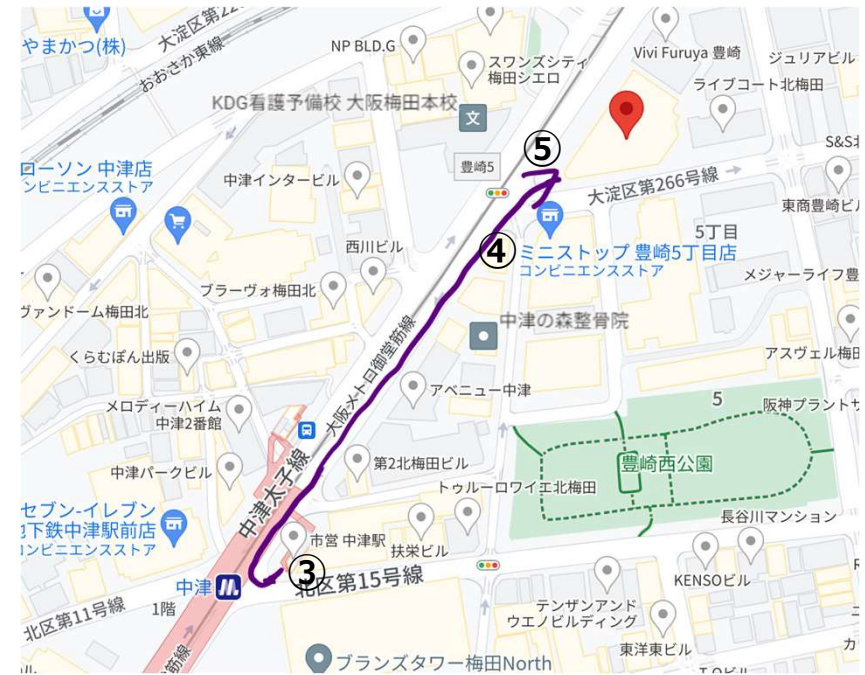 大淀区第22
やまかつ(株)
おおさか東線
NP BLD.G
スワンズシティ
梅田シエロ
Vivi Furuya 豊崎
ジュリアビル
ライブコート北梅田
KDG看護予備校 大阪梅田本校
文
⑤
豊崎5
S&S北
ローソン 中津店
コンビニエンスストア
中津インタービル
大淀区第266号線
東商豊崎ビル
④
ミニストップ 豊崎5丁目店
コンビニエンスストア
5丁目
西川ビル
メジャーライフ豊
ブラーヴォ梅田北
ヴァンドーム梅田北
大阪メトロ御堂筋線
中津の森整骨院
くらむぽん出版
アスヴェル梅田
アベニュー中津
メロディーハイム
中津2番館
5
阪神プラントサ
中津太子線
中津パークビル
第2北梅田ビル
豊崎西公園
トゥルーロワイエ北梅田
セブン-イレブン
地下鉄中津駅前店
コンビニエンスストア
市営 中津駅
扶栄ビル
長谷川マンション
③
中津
北区第15号線
KENSOビル
北区第11号線
1階
テンザンアンド
ウエノビルディング
東洋東ビル
筋線
ブランズタワー梅田North